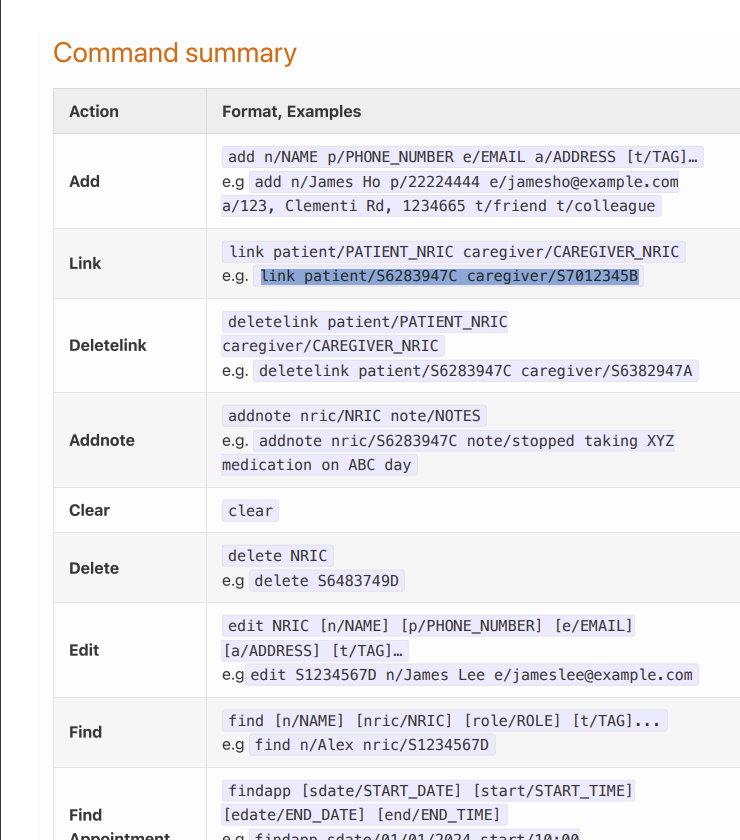 Command summary
Action Format, Examples
Add
add n/NAME p/PHONE_NUMBER e/EMAIL a/ADDRESS [t/TAG]…
e.g add n/James Ho p/22224444 e/jamesho@example.com
a/123, Clementi Rd, 1234665 t/friend t/colleague
Link
link patient/PATIENT_NRIC caregiver/CAREGIVER_NRIC
e.g. link patient/S6283947C caregiver/S7012345B
Deletelink
deletelink patient/PATIENT_NRIC
caregiver/CAREGIVER_NRIC
e.g. deletelink patient/S6283947C caregiver/S6382947A
Addnote
addnote nric/NRIC note/NOTES
e.g. addnote nric/S6283947C note/stopped taking XYZ
medication on ABC day
Clear
clear
Delete
delete NRIC
e.g delete S6483749D
Edit
edit NRIC [n/NAME] [p/PHONE_NUMBER] [e/EMAIL]
[a/ADDRESS] [t/TAG]…
e.g edit S1234567D n/James Lee e/jameslee@example.com
Find
find [n/NAME] [nric/NRIC] [role/ROLE] [t/TAG]...
e.g find n/Alex nric/S1234567D
Find
Appointment
findapp [sdate/START_DATE] [start/START_TIME]
[edate/END_DATE] [end/END_TIME]
e.g findapp sdate/01/01/2024 start/10:00